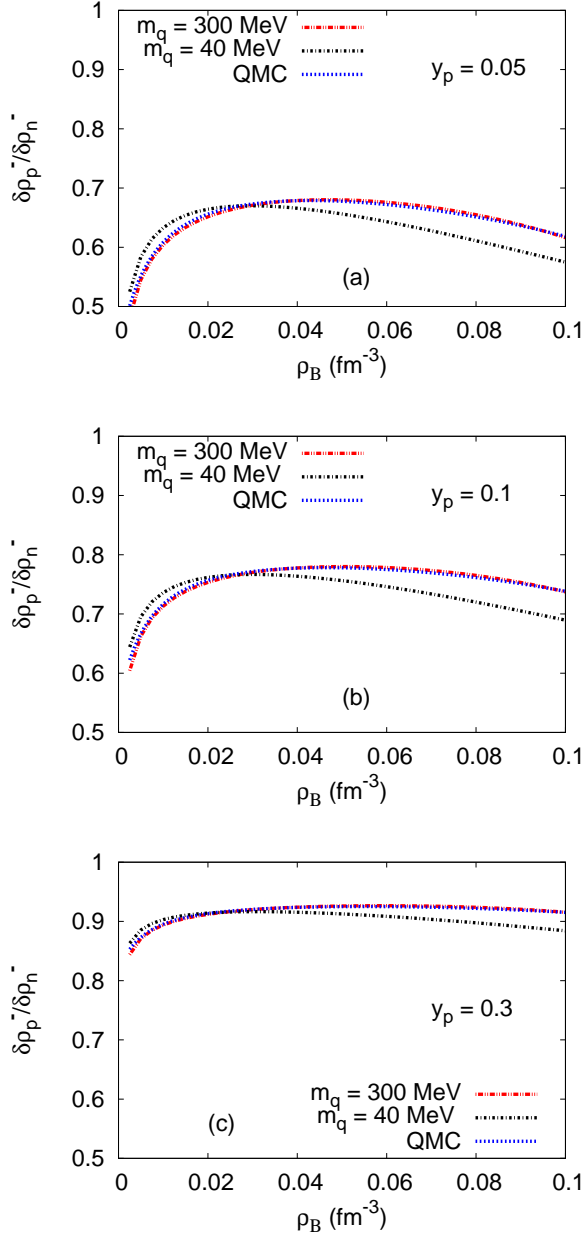 m_q = 300 MeV
m_q = 40 MeV
QMC
y_p = 0.05
1
0.9
0.8
0.7
0.6
0.5
δρ_p^-/δρ_n^-
(a)
0 0.02 0.04 0.06 0.08 0.1
ρ_B (fm^-3)
m_q = 300 MeV
m_q = 40 MeV
QMC
y_p = 0.1
1
0.9
0.8
0.7
0.6
0.5
δρ_p^-/δρ_n^-
(b)
0 0.02 0.04 0.06 0.08 0.1
ρ_B (fm^-3)
1
0.9
0.8
0.7
0.6
0.5
δρ_p^-/δρ_n^-
y_p = 0.3
m_q = 300 MeV
m_q = 40 MeV
QMC
(c)
0 0.02 0.04 0.06 0.08 0.1
ρ_B (fm^-3)